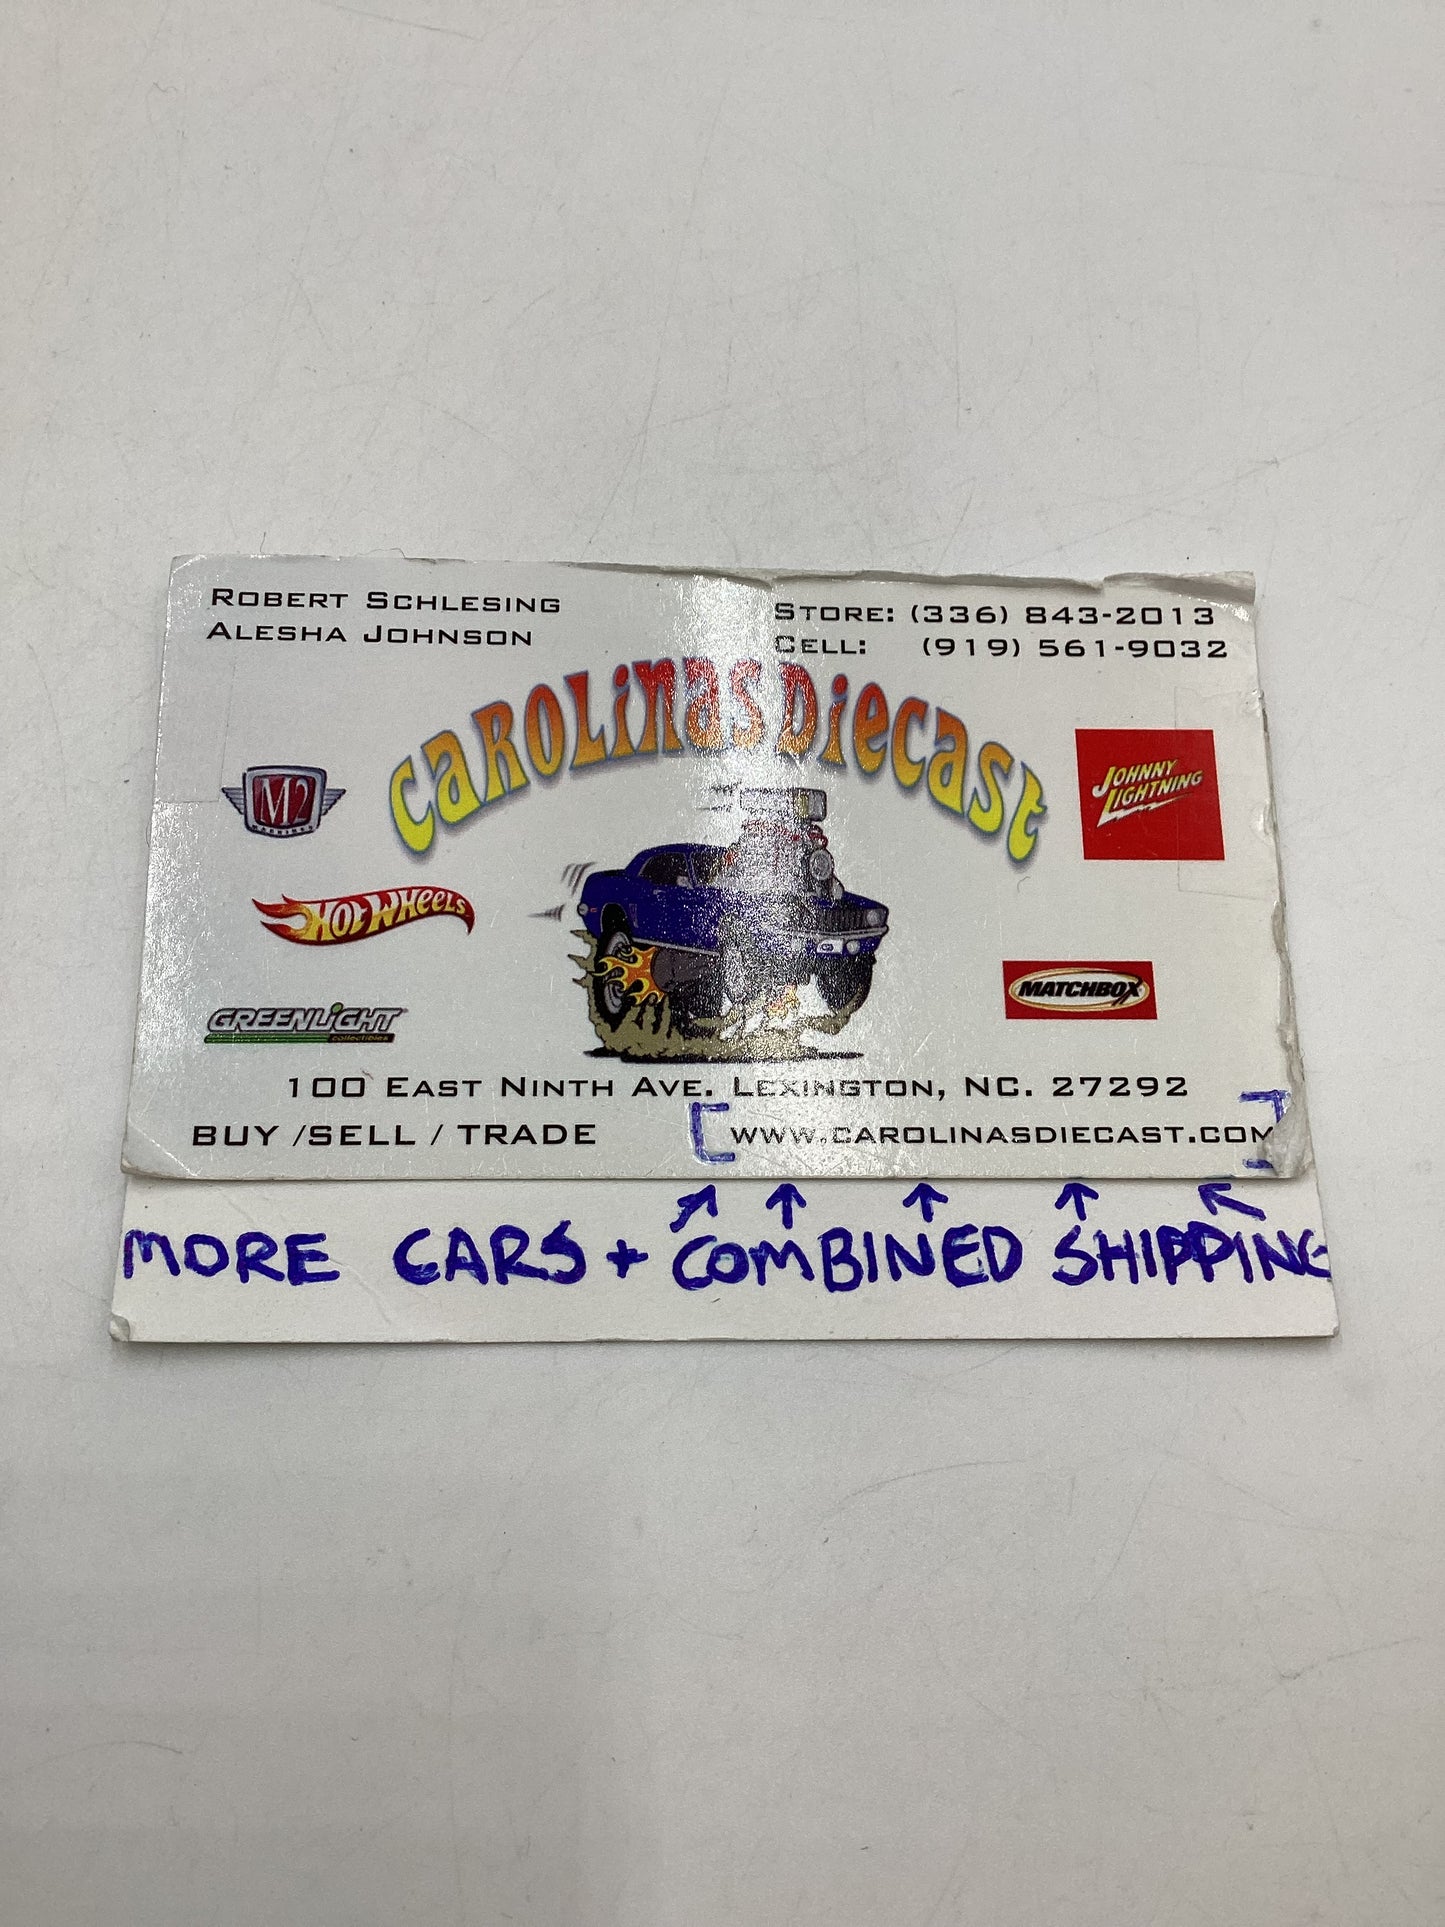 ROBERT SCHLESING
ALESHA JOHNSON
STORE: (336) 843-2013
CELL: (919) 561-9032
CAROLINAS DIECAST
M2
MACHINES
JOHNNY
LIGHTNING
HOT WHEELS
MATCHBOX
GREENLIGHT
collectibles
100 EAST NINTH AVE. LEXINGTON, NC. 27292
BUY /SELL / TRADE
[WWW.CAROLINASDIECAST.COM]
MORE CARS + COMBINED SHIPPING